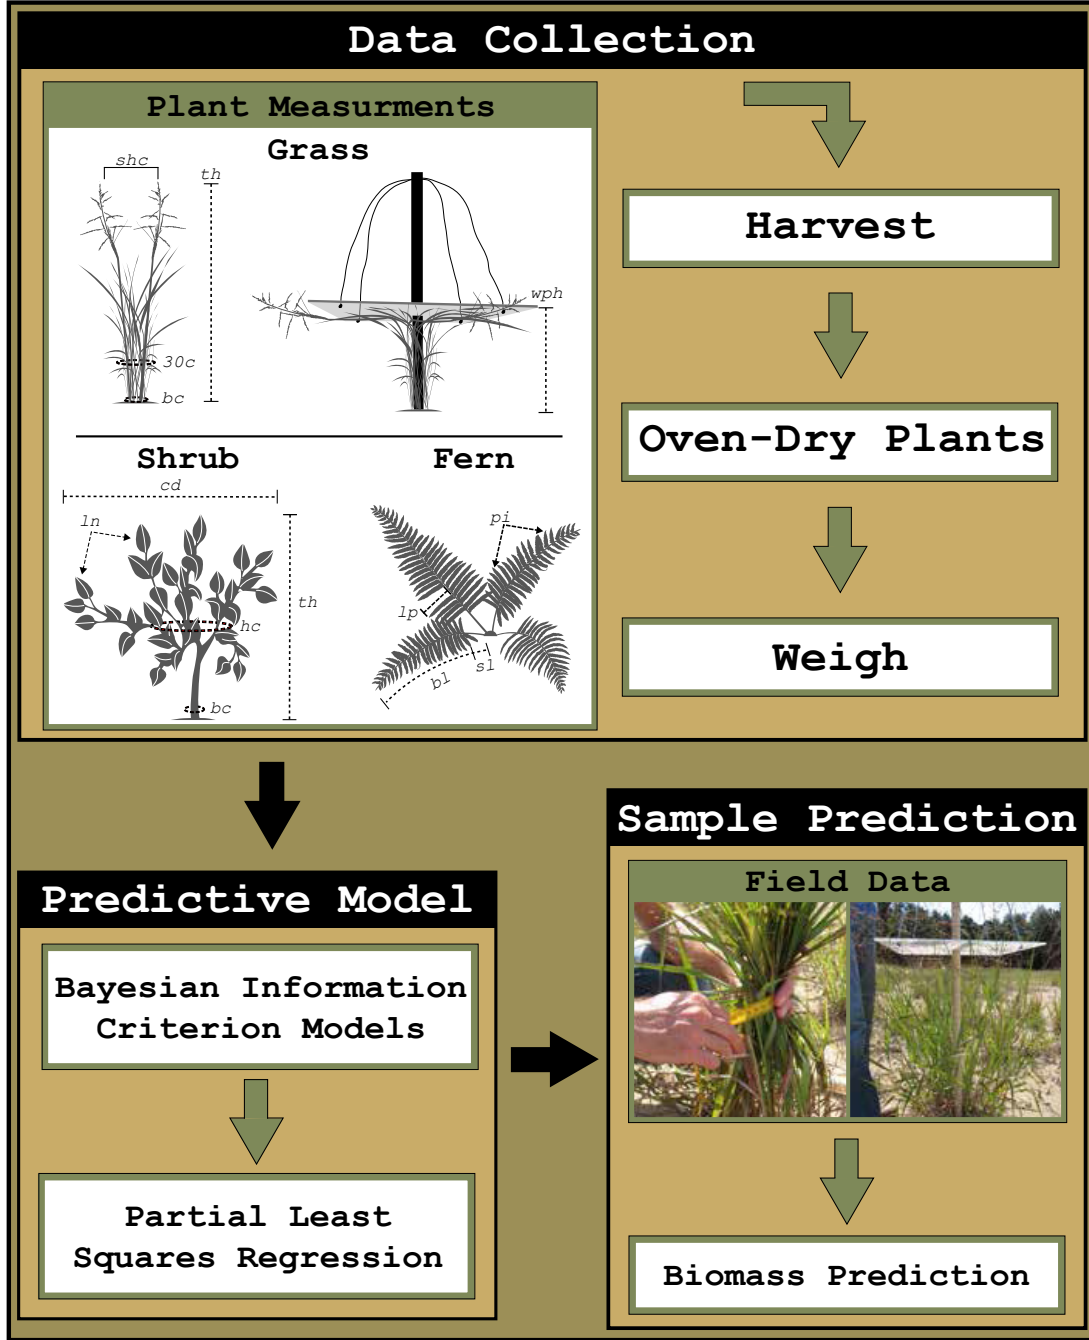 Data Collection
Plant Measurments
Grass
shc
th
30c
bc
wph
Shrub
cd
ln
th
hc
bc
Fern
pi
lp
bl
sl
Harvest
Oven-Dry Plants
Weigh
Predictive Model
Bayesian Information
Criterion Models
Partial Least
Squares Regression
Sample Prediction
Field Data
Biomass Prediction